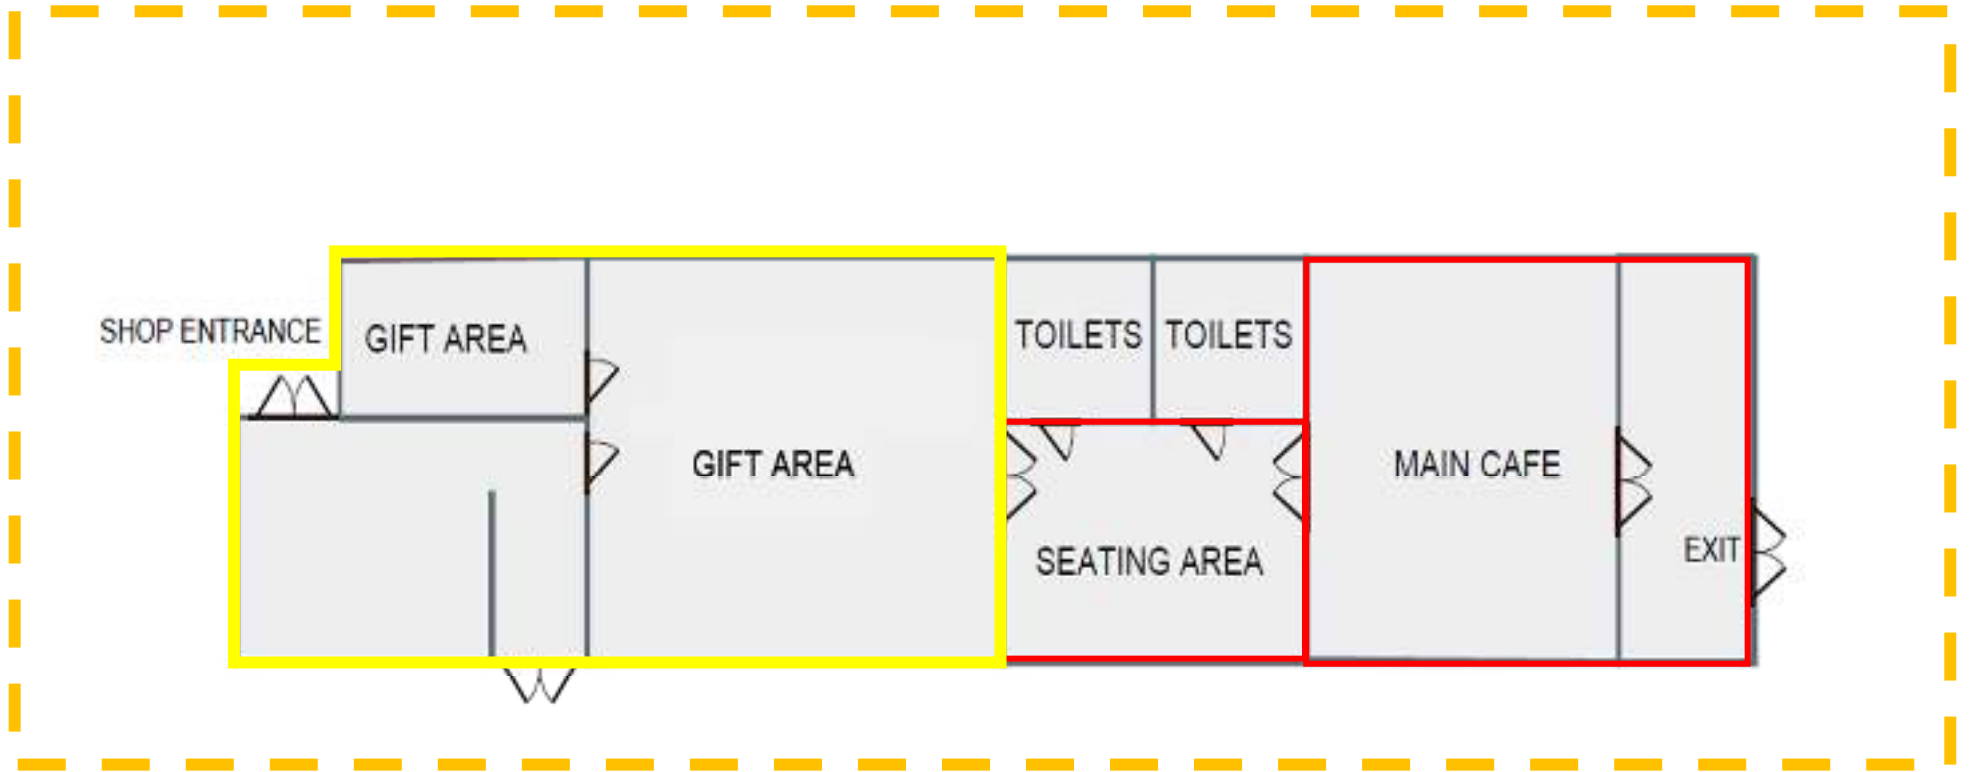 SHOP ENTRANCE
GIFT AREA
TOILETS
TOILETS
GIFT AREA
MAIN CAFE
SEATING AREA
EXIT